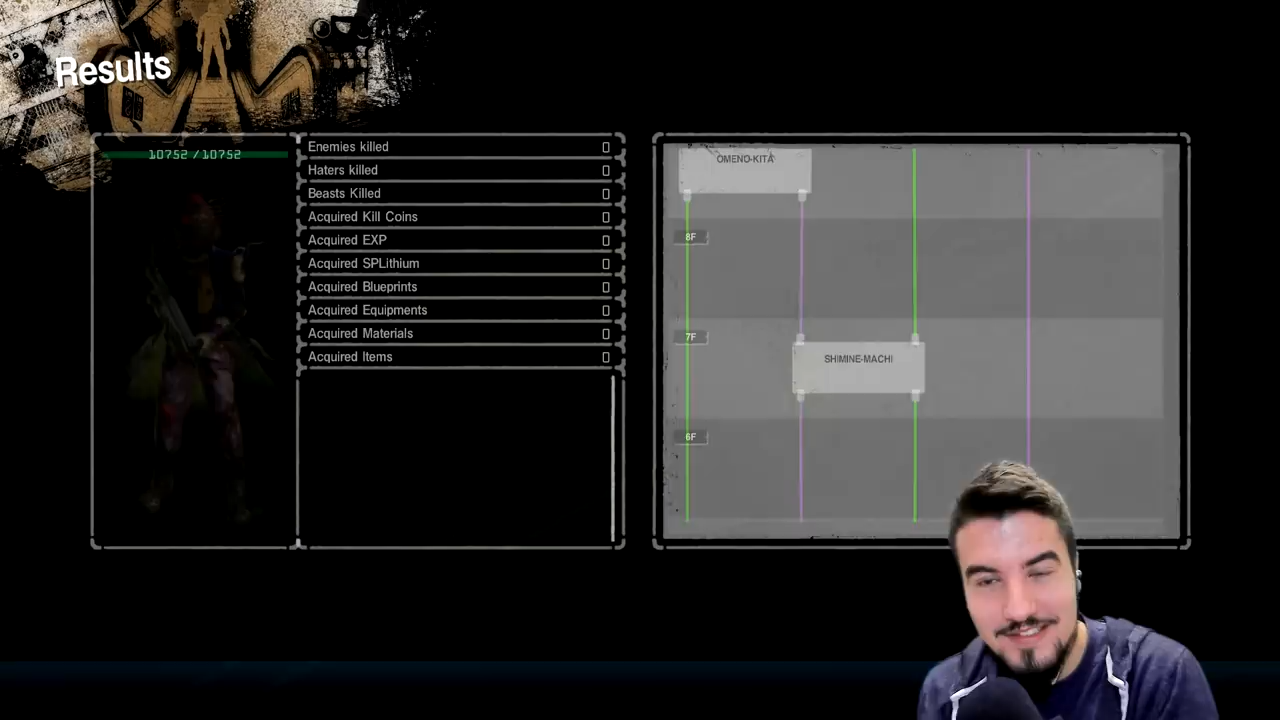 Results
10752 / 10752
Enemies killed 0
Haters killed 0
Beasts Killed 0
Acquired Kill Coins 0
Acquired EXP 0
Acquired SPLithium 0
Acquired Blueprints 0
Acquired Equipments 0
Acquired Materials 0
Acquired Items 0
OMENO-KITA
8F
7F
SHIMINE-MACHI
6F